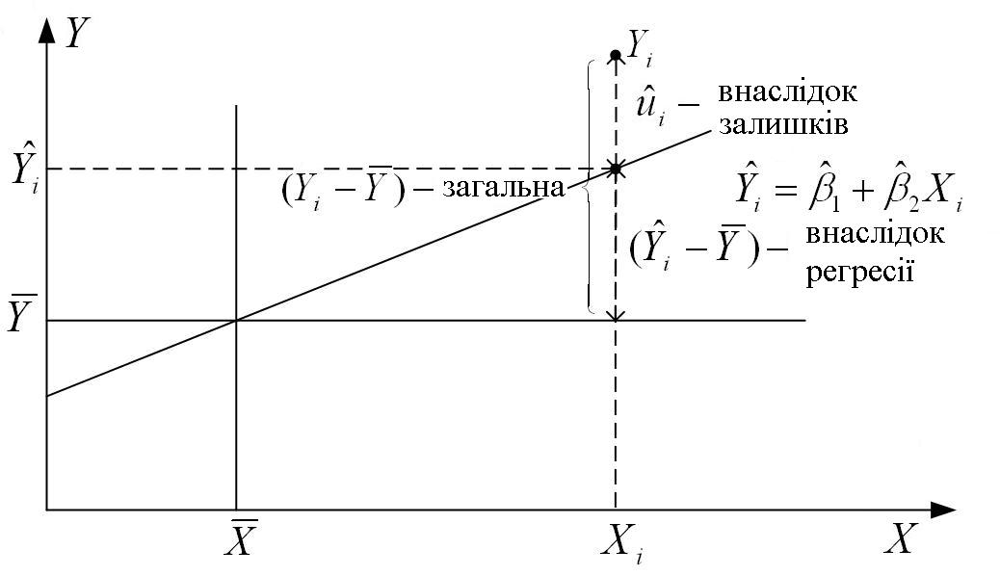 Y
Yᵢ
ûᵢ – внаслідок
залишків
Ŷᵢ
(Yᵢ – Y̅) – загальна
Ŷᵢ = β̂₁ + β̂₂Xᵢ
(Ŷᵢ – Y̅) – внаслідок
регресії
Y̅
X̅
Xᵢ
X